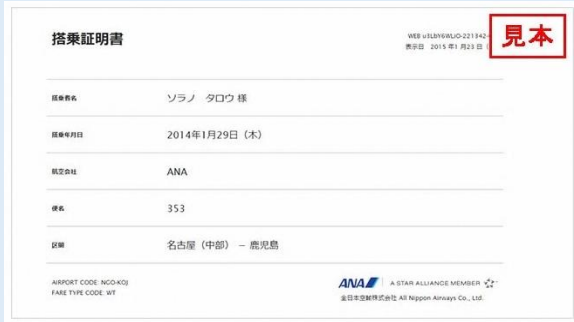 搭乗証明書
見本
表示日 2015年1月23日
搭乗者名 ソラノ タロウ 様
搭乗年月日 2014年1月29日（木）
航空会社 ANA
便名 353
区間 名古屋（中部） － 鹿児島
AIRPORT CODE: NGO-KOJ
FARE TYPE CODE: WT
ANA A STAR ALLIANCE MEMBER
全日本空輸株式会社 All Nippon Airways Co., Ltd.